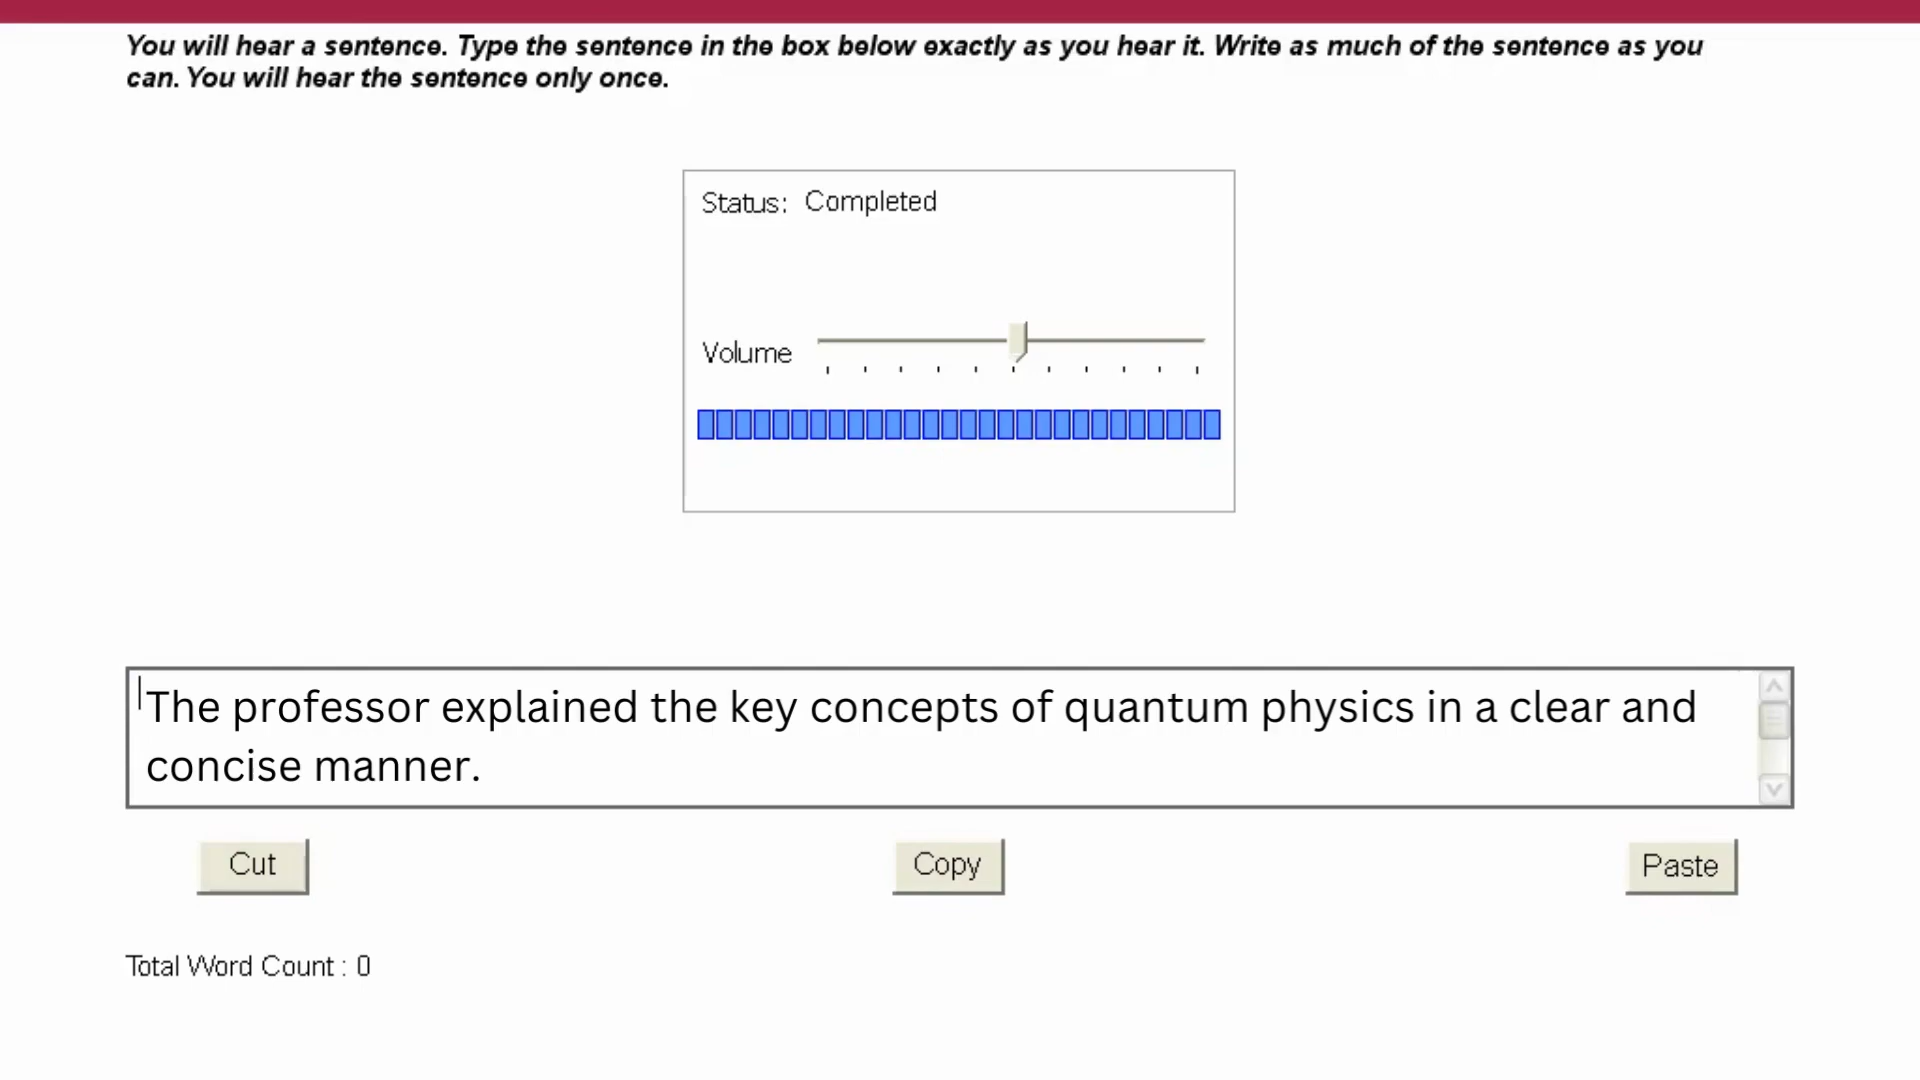 You will hear a sentence. Type the sentence in the box below exactly as you hear it. Write as much of the sentence as you
can. You will hear the sentence only once.
Status: Completed
Volume
The professor explained the key concepts of quantum physics in a clear and
concise manner.
Cut
Copy
Paste
Total Word Count : 0